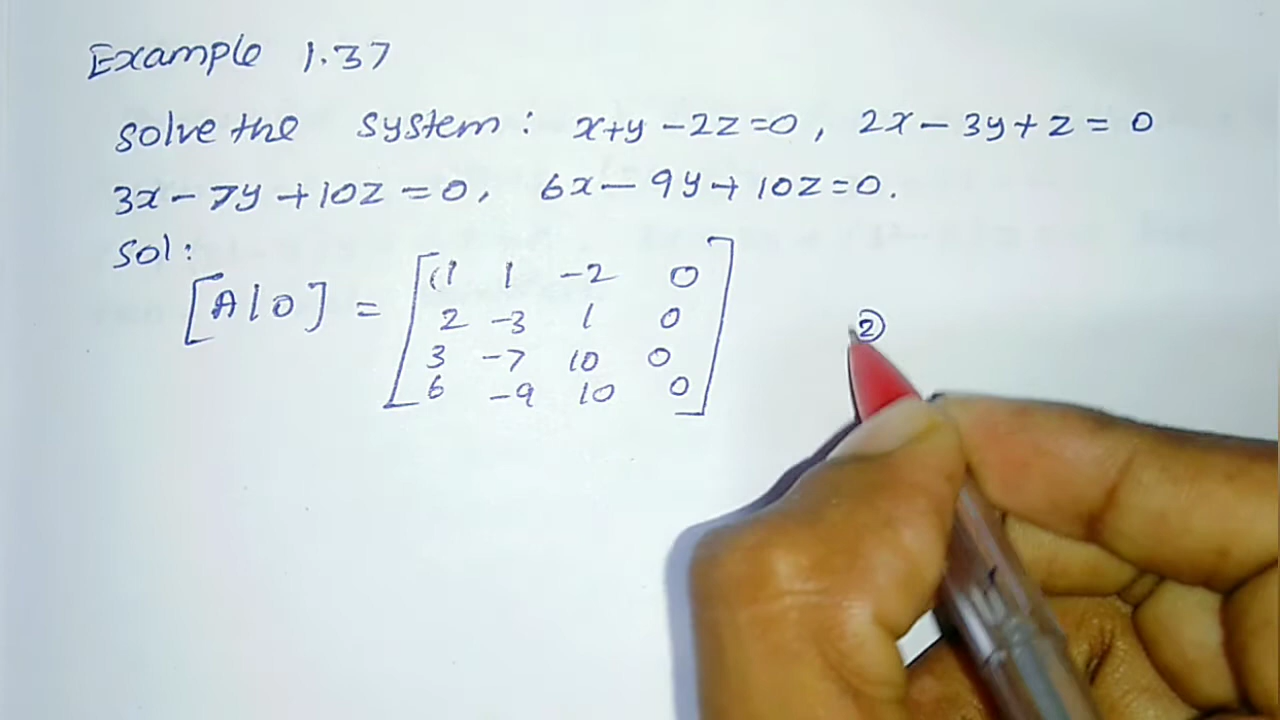 Example 1.37
solve the system: x+y-2z=0, 2x-3y+z=0
3x-7y+10z=0, 6x-9y+10z=0.
sol:
[A|0] = [1 1 -2 0
2 -3 1 0
3 -7 10 0
6 -9 10 0]
②